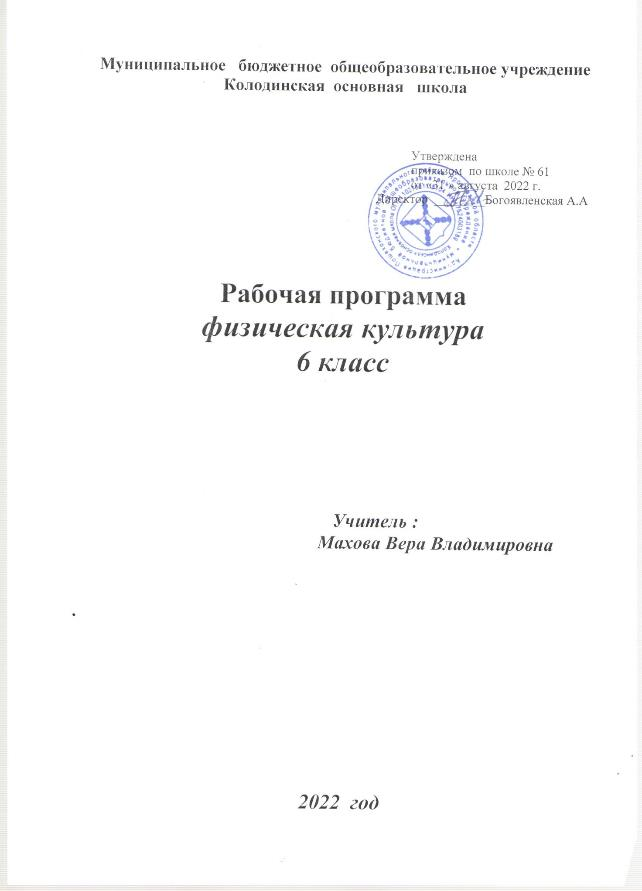 Муниципальное бюджетное общеобразовательное учреждение
Колодинская основная школа
Утверждена
приказом по школе № 61
от « » августа 2022 г.
Директор Богоявленская А.А
Рабочая программа
физическая культура
6 класс
Учитель :
Махова Вера Владимировна
2022 год